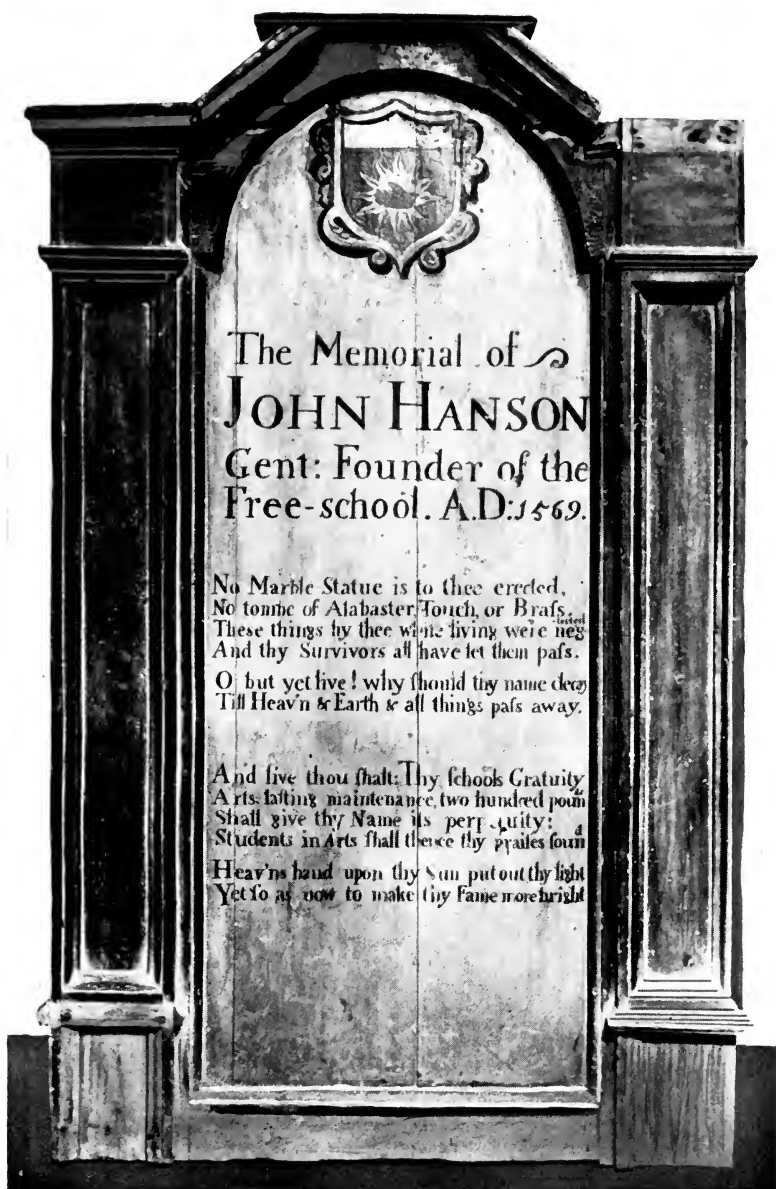 The Memorial of
JOHN HANSON
Gent: Founder of the
Free-school. A.D: 1569.
No Marble Statue is to thee erected,
No tombe of Alabaster, Touch, or Braſs.
These things by thee while living were neglected
And thy Survivors all have let them paſs.
O but yet live! why ſhould thy name decay
Till Heav'n & Earth & all things paſs away.
And live thou ſhalt: Thy ſchools Gratuity
Arts laſting maintenance, two hundred pound
Shall give thy Name its perpetuity:
Students in Arts ſhall thence thy praiſes ſound
Heav'ns hand upon thy Sun put out thy light
Yet ſo as now to make thy Fame more bright